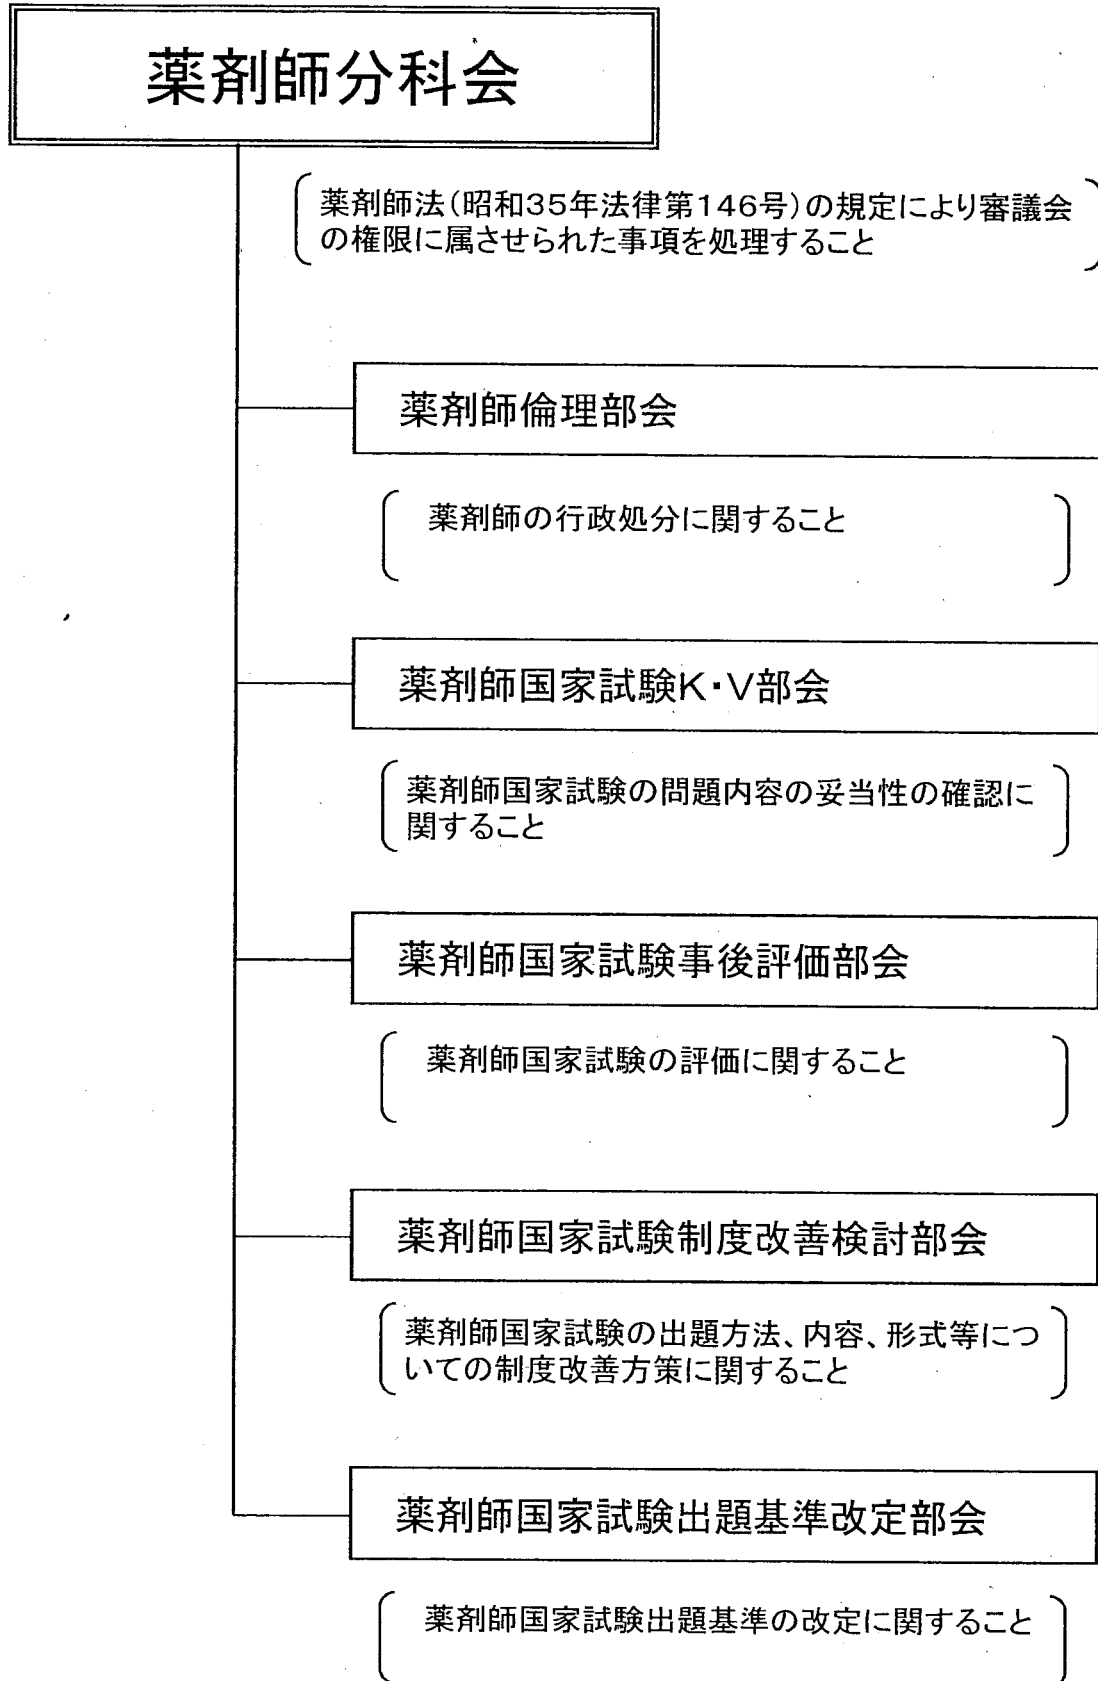 薬剤師分科会
薬剤師法(昭和35年法律第146号)の規定により審議会
の権限に属させられた事項を処理すること
薬剤師倫理部会
薬剤師の行政処分に関すること
薬剤師国家試験K・V部会
薬剤師国家試験の問題内容の妥当性の確認に
関すること
薬剤師国家試験事後評価部会
薬剤師国家試験の評価に関すること
薬剤師国家試験制度改善検討部会
薬剤師国家試験の出題方法、内容、形式等につ
いての制度改善方策に関すること
薬剤師国家試験出題基準改定部会
薬剤師国家試験出題基準の改定に関すること